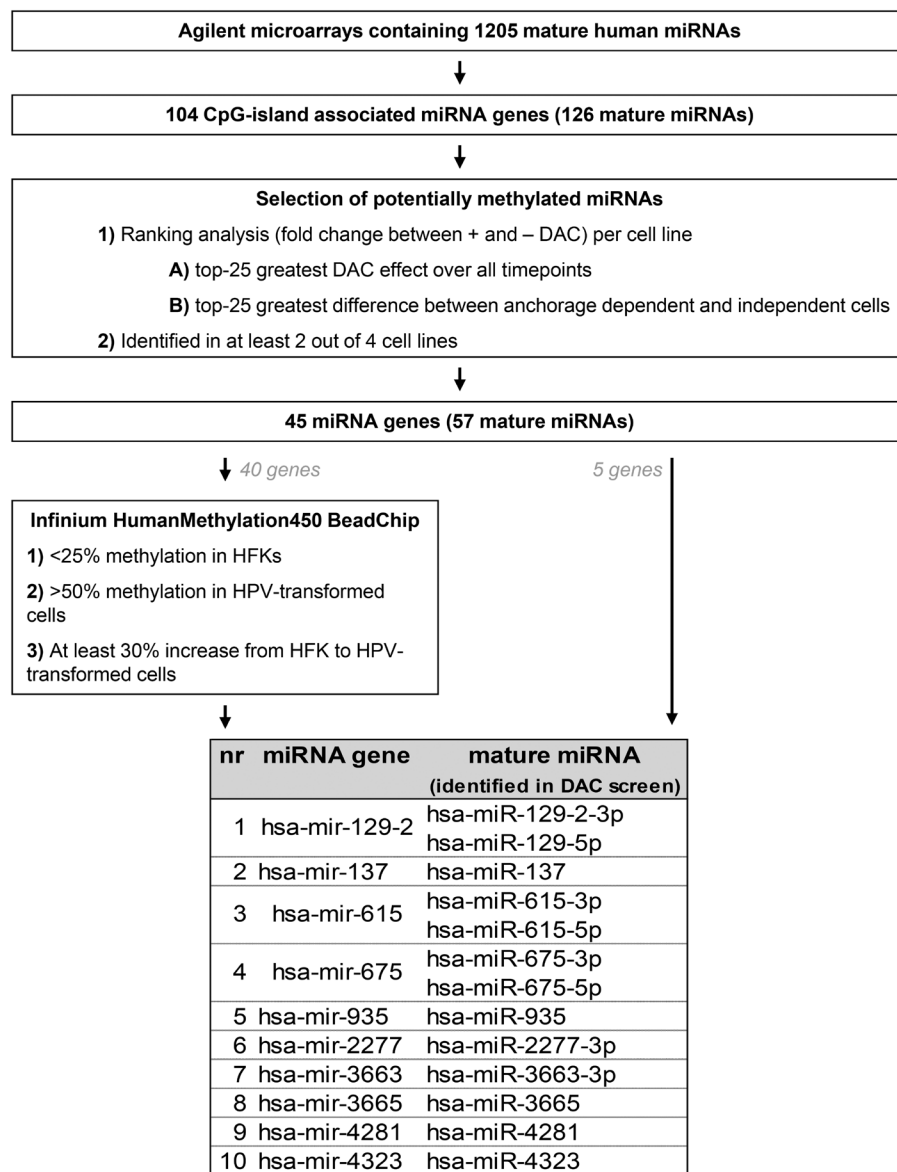 Agilent microarrays containing 1205 mature human miRNAs
104 CpG-island associated miRNA genes (126 mature miRNAs)
Selection of potentially methylated miRNAs
1) Ranking analysis (fold change between + and – DAC) per cell line
A) top-25 greatest DAC effect over all timepoints
B) top-25 greatest difference between anchorage dependent and independent cells
2) Identified in at least 2 out of 4 cell lines
45 miRNA genes (57 mature miRNAs)
40 genes
5 genes
Infinium HumanMethylation450 BeadChip
1) <25% methylation in HFKs
2) >50% methylation in HPV-transformed
cells
3) At least 30% increase from HFK to HPV-
transformed cells
nr miRNA gene mature miRNA
(identified in DAC screen)
1 hsa-mir-129-2 hsa-miR-129-2-3p
hsa-miR-129-5p
2 hsa-mir-137 hsa-miR-137
3 hsa-mir-615 hsa-miR-615-3p
hsa-miR-615-5p
4 hsa-mir-675 hsa-miR-675-3p
hsa-miR-675-5p
5 hsa-mir-935 hsa-miR-935
6 hsa-mir-2277 hsa-miR-2277-3p
7 hsa-mir-3663 hsa-miR-3663-3p
8 hsa-mir-3665 hsa-miR-3665
9 hsa-mir-4281 hsa-miR-4281
10 hsa-mir-4323 hsa-miR-4323